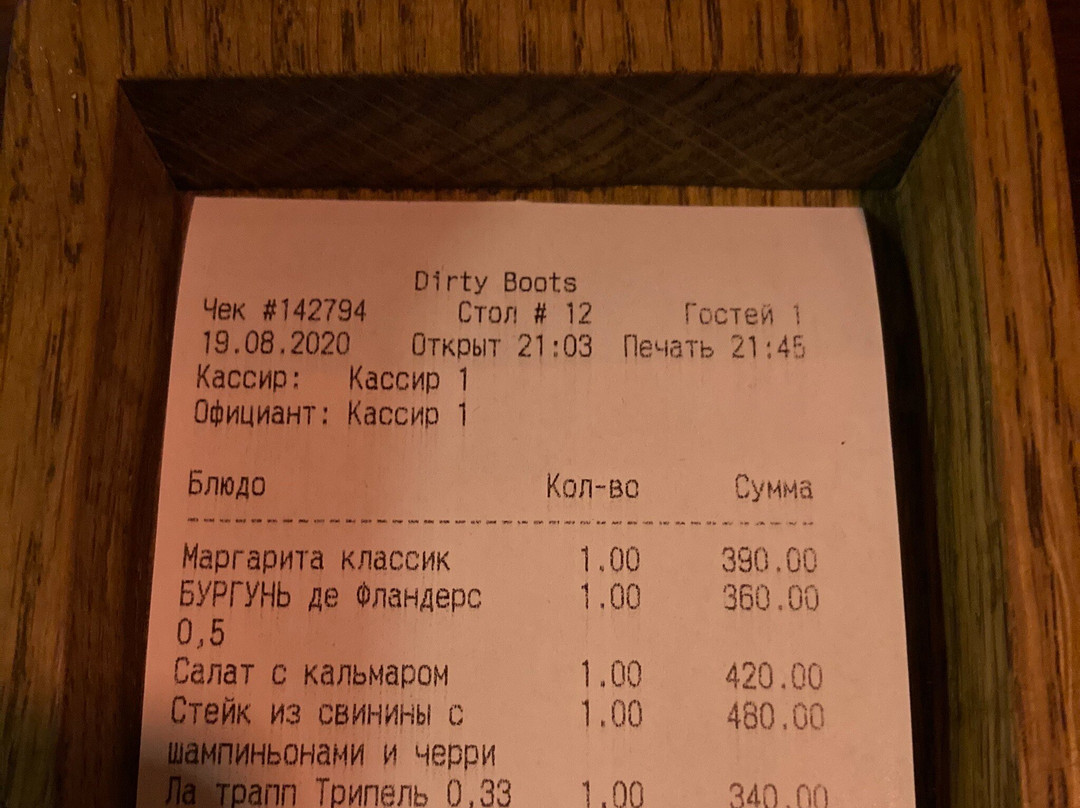 Dirty Boots
Чек #142794 Стол # 12 Гостей 1
19.08.2020 Открыт 21:03 Печать 21:45
Кассир: Кассир 1
Официант: Кассир 1
Блюдо Кол-во Сумма
Маргарита классик 1.00 390.00
БУРГУНЬ де Фландерс 1.00 360.00
0,5
Салат с кальмаром 1.00 420.00
Стейк из свинины с 1.00 480.00
шампиньонами и черри
Ла трапп Трипель 0,33 1.00 340.00